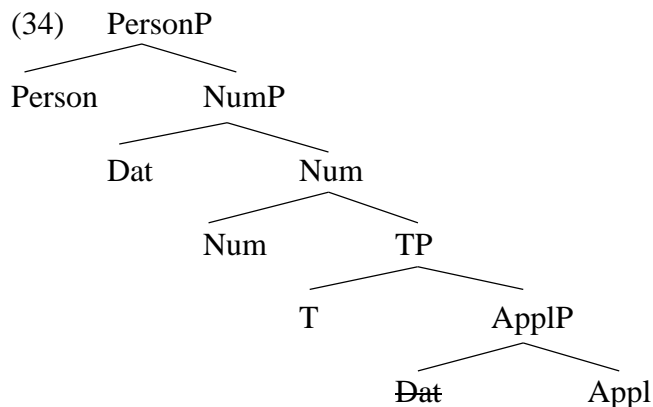 (34) PersonP
Person NumP
Dat Num
Num TP
T ApplP
Dat Appl